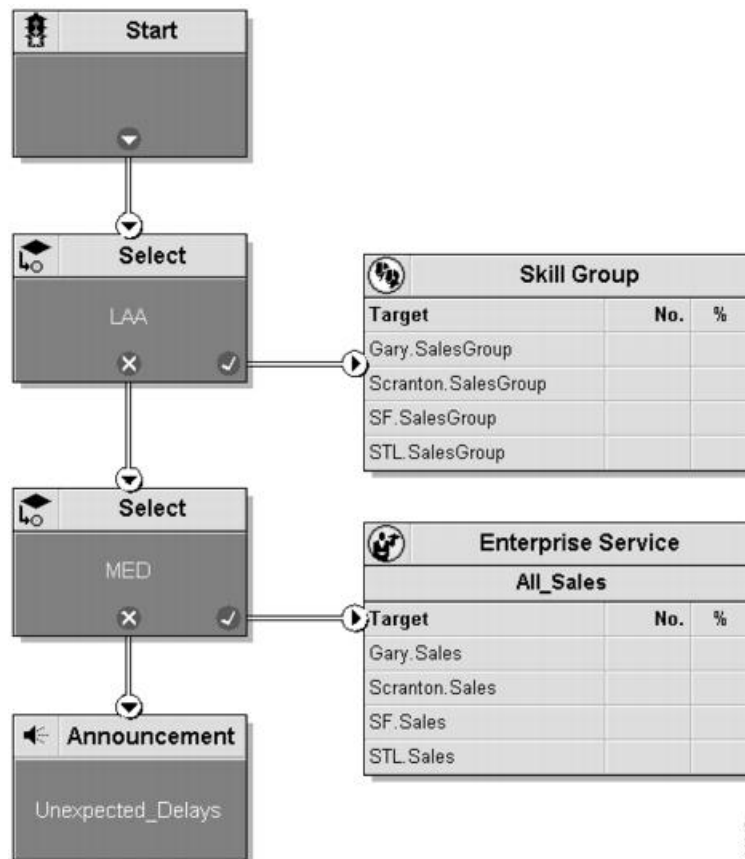 Start
Select
LAA
Skill Group
Target No. %
Gary.SalesGroup
Scranton.SalesGroup
SF.SalesGroup
STL.SalesGroup
Select
MED
Enterprise Service
All_Sales
Target No. %
Gary.Sales
Scranton.Sales
SF.Sales
STL.Sales
Announcement
Unexpected_Delays